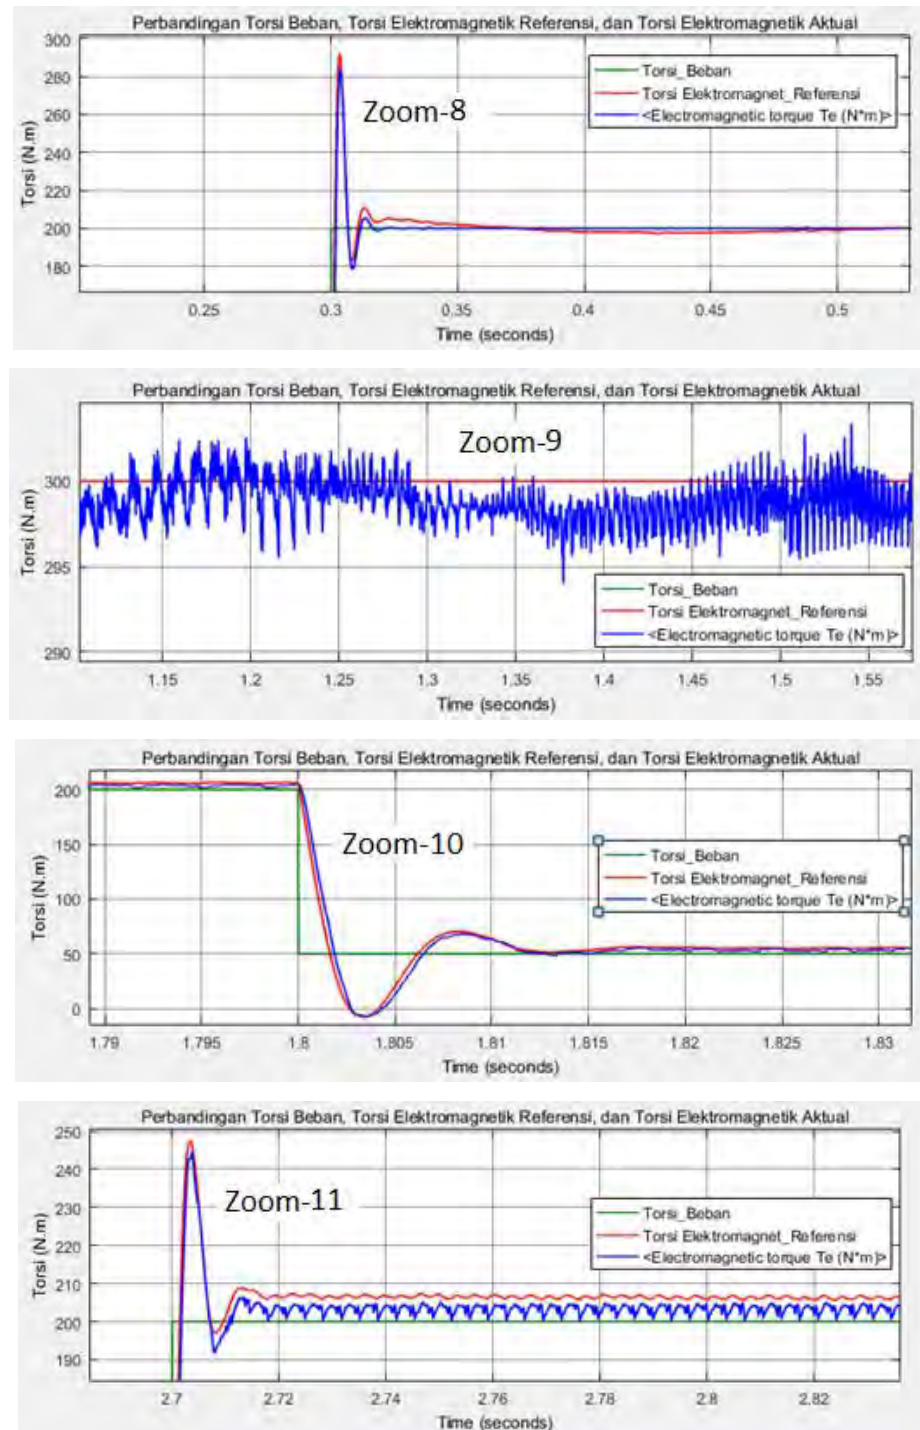 Perbandingan Torsi Beban, Torsi Elektromagnetik Referensi, dan Torsi Elektromagnetik Aktual
300
280
260
240
220
200
180
Torsi (N.m)
Zoom-8
Torsi_Beban
Torsi Elektromagnet_Referensi
<Electromagnetic torque Te (N*m)>
0.25 0.3 0.35 0.4 0.45 0.5
Time (seconds)
Perbandingan Torsi Beban, Torsi Elektromagnetik Referensi, dan Torsi Elektromagnetik Aktual
300
295
290
Torsi (N.m)
Zoom-9
Torsi_Beban
Torsi Elektromagnet_Referensi
<Electromagnetic torque Te (N*m)>
1.15 1.2 1.25 1.3 1.35 1.4 1.45 1.5 1.55
Time (seconds)
Perbandingan Torsi Beban, Torsi Elektromagnetik Referensi, dan Torsi Elektromagnetik Aktual
200
150
100
50
0
Torsi (N.m)
Zoom-10
Torsi_Beban
Torsi Elektromagnet_Referensi
<Electromagnetic torque Te (N*m)>
1.79 1.795 1.8 1.805 1.81 1.815 1.82 1.825 1.83
Time (seconds)
Perbandingan Torsi Beban, Torsi Elektromagnetik Referensi, dan Torsi Elektromagnetik Aktual
250
240
230
220
210
200
190
Torsi (N.m)
Zoom-11
Torsi_Beban
Torsi Elektromagnet_Referensi
<Electromagnetic torque Te (N*m)>
2.7 2.72 2.74 2.76 2.78 2.8 2.82
Time (seconds)